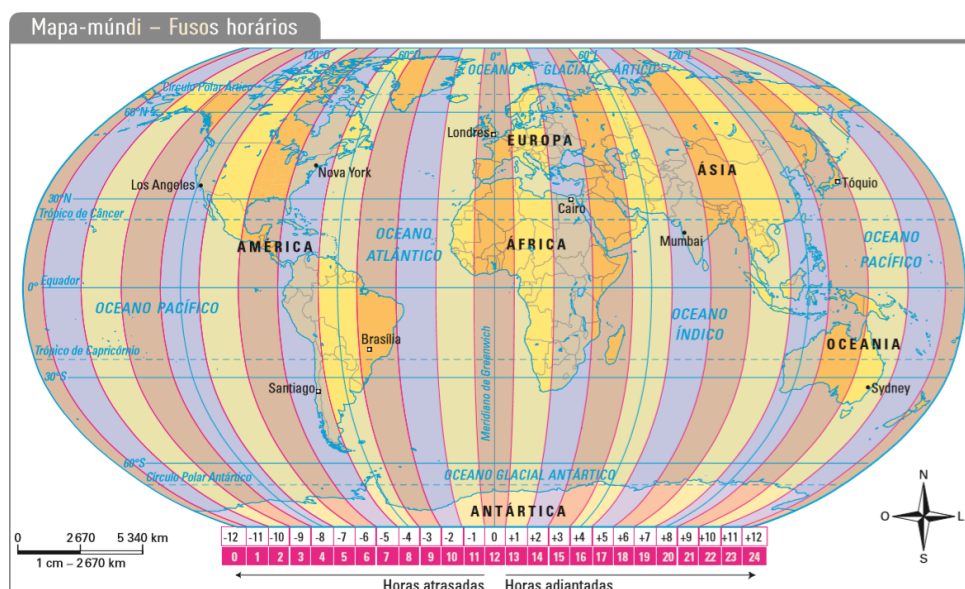 Mapa-múndi – Fusos horários
120°O
60°O
0°
60°L
120°L
OCEANO GLACIAL ÁRTICO
Círculo Polar Ártico
60°N
Londres
EUROPA
Nova York
ÁSIA
Los Angeles
Tóquio
30°N
Cairo
Trópico de Câncer
OCEANO
ATLÂNTICO
Mumbai
OCEANO
PACÍFICO
AMÉRICA
ÁFRICA
0°
Equador
OCEANO PACÍFICO
OCEANO
ÍNDICO
Brasília
OCEANIA
Trópico de Capricórnio
30°S
Santiago
Sydney
Meridiano de Greenwich
60°S
OCEANO GLACIAL ANTÁRTICO
Círculo Polar Antártico
ANTÁRTICA
N
O
L
S
0 2 670 5 340 km
1 cm – 2 670 km
-12 -11 -10 -9 -8 -7 -6 -5 -4 -3 -2 -1 0 +1 +2 +3 +4 +5 +6 +7 +8 +9 +10 +11 +12
0 1 2 3 4 5 6 7 8 9 10 11 12 13 14 15 16 17 18 19 20 21 22 23 24
Horas atrasadas Horas adiantadas